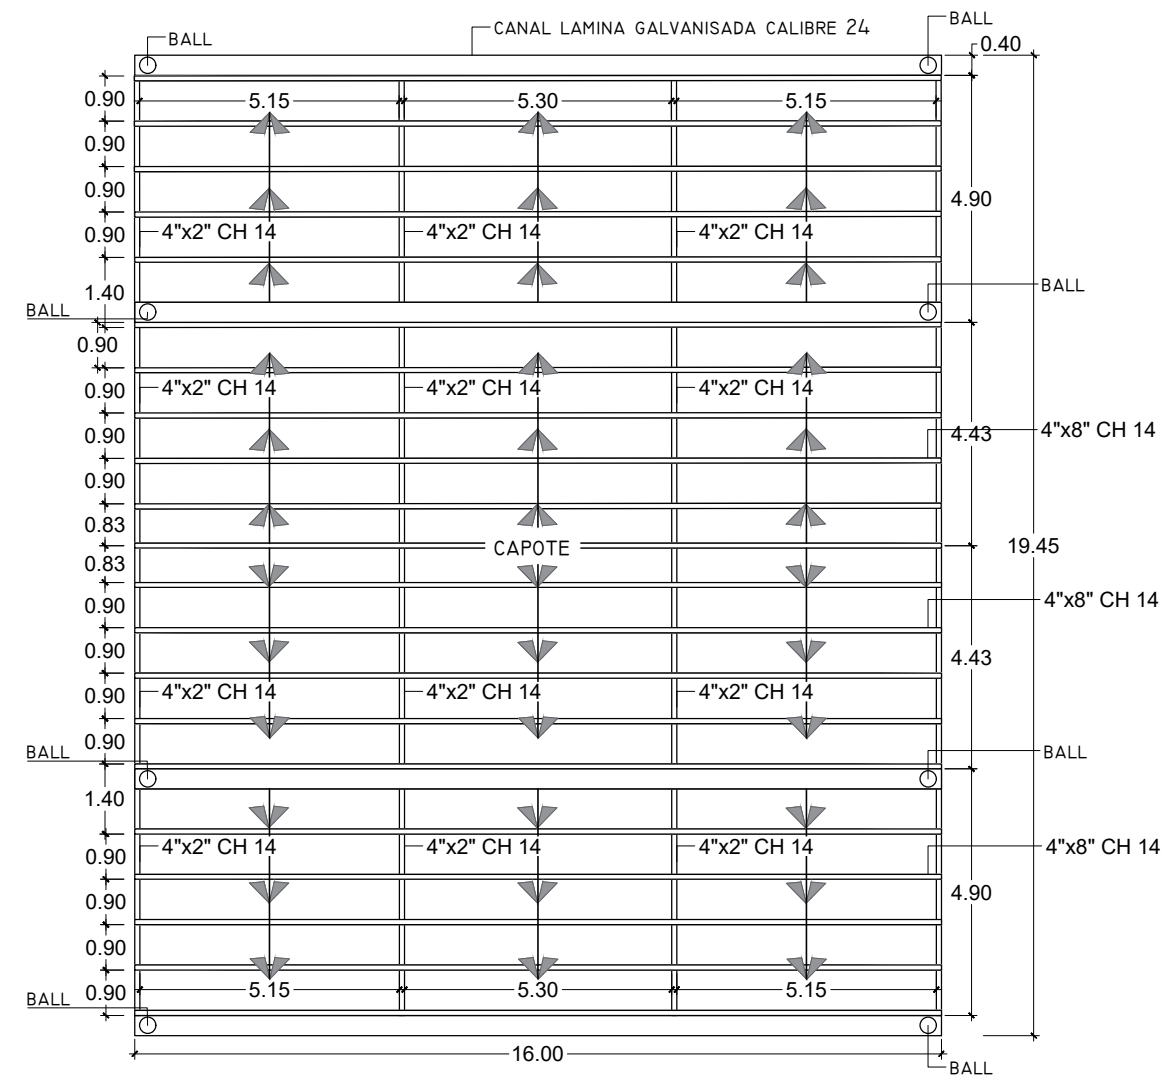 BALL
CANAL LAMINA GALVANISADA CALIBRE 24
BALL
0.40
0.90
5.15
5.30
5.15
0.90
0.90
4.90
0.90
4"x2" CH 14
4"x2" CH 14
4"x2" CH 14
1.40
BALL
BALL
0.90
0.90
4"x2" CH 14
4"x2" CH 14
4"x2" CH 14
0.90
4.43
4"x8" CH 14
0.90
0.83
CAPOTE
19.45
0.83
0.90
4"x8" CH 14
0.90
4.43
0.90
4"x2" CH 14
4"x2" CH 14
4"x2" CH 14
0.90
BALL
BALL
1.40
0.90
4"x2" CH 14
4"x2" CH 14
4"x2" CH 14
4"x8" CH 14
0.90
4.90
0.90
0.90
5.15
5.30
5.15
BALL
16.00
BALL